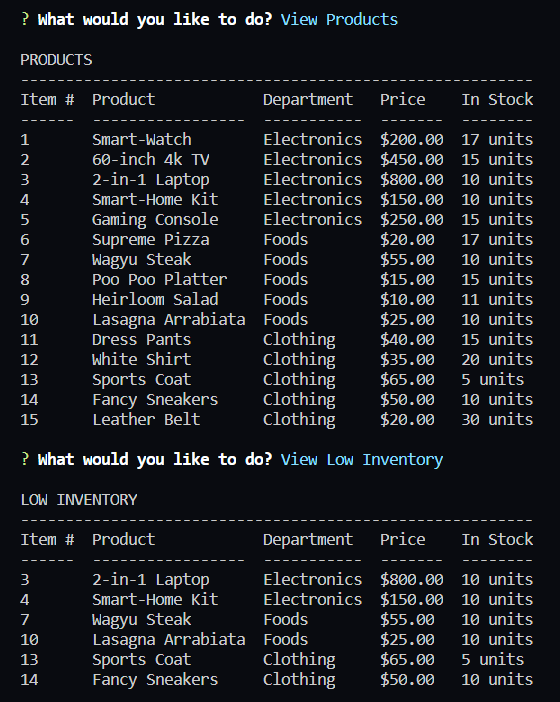 ? What would you like to do? View Products
PRODUCTS
---------------------------------------------------------
Item #  Product            Department   Price    In Stock
------  -----------------  -----------  -------  --------
1       Smart-Watch        Electronics  $200.00  17 units
2       60-inch 4k TV      Electronics  $450.00  15 units
3       2-in-1 Laptop      Electronics  $800.00  10 units
4       Smart-Home Kit     Electronics  $150.00  10 units
5       Gaming Console     Electronics  $250.00  15 units
6       Supreme Pizza      Foods        $20.00   17 units
7       Wagyu Steak        Foods        $55.00   10 units
8       Poo Poo Platter    Foods        $15.00   15 units
9       Heirloom Salad     Foods        $10.00   11 units
10      Lasagna Arrabiata  Foods        $25.00   10 units
11      Dress Pants        Clothing     $40.00   15 units
12      White Shirt        Clothing     $35.00   20 units
13      Sports Coat        Clothing     $65.00   5 units
14      Fancy Sneakers     Clothing     $50.00   10 units
15      Leather Belt       Clothing     $20.00   30 units
? What would you like to do? View Low Inventory
LOW INVENTORY
---------------------------------------------------------
Item #  Product            Department   Price    In Stock
------  -----------------  -----------  -------  --------
3       2-in-1 Laptop      Electronics  $800.00  10 units
4       Smart-Home Kit     Electronics  $150.00  10 units
7       Wagyu Steak        Foods        $55.00   10 units
10      Lasagna Arrabiata  Foods        $25.00   10 units
13      Sports Coat        Clothing     $65.00   5 units
14      Fancy Sneakers     Clothing     $50.00   10 units